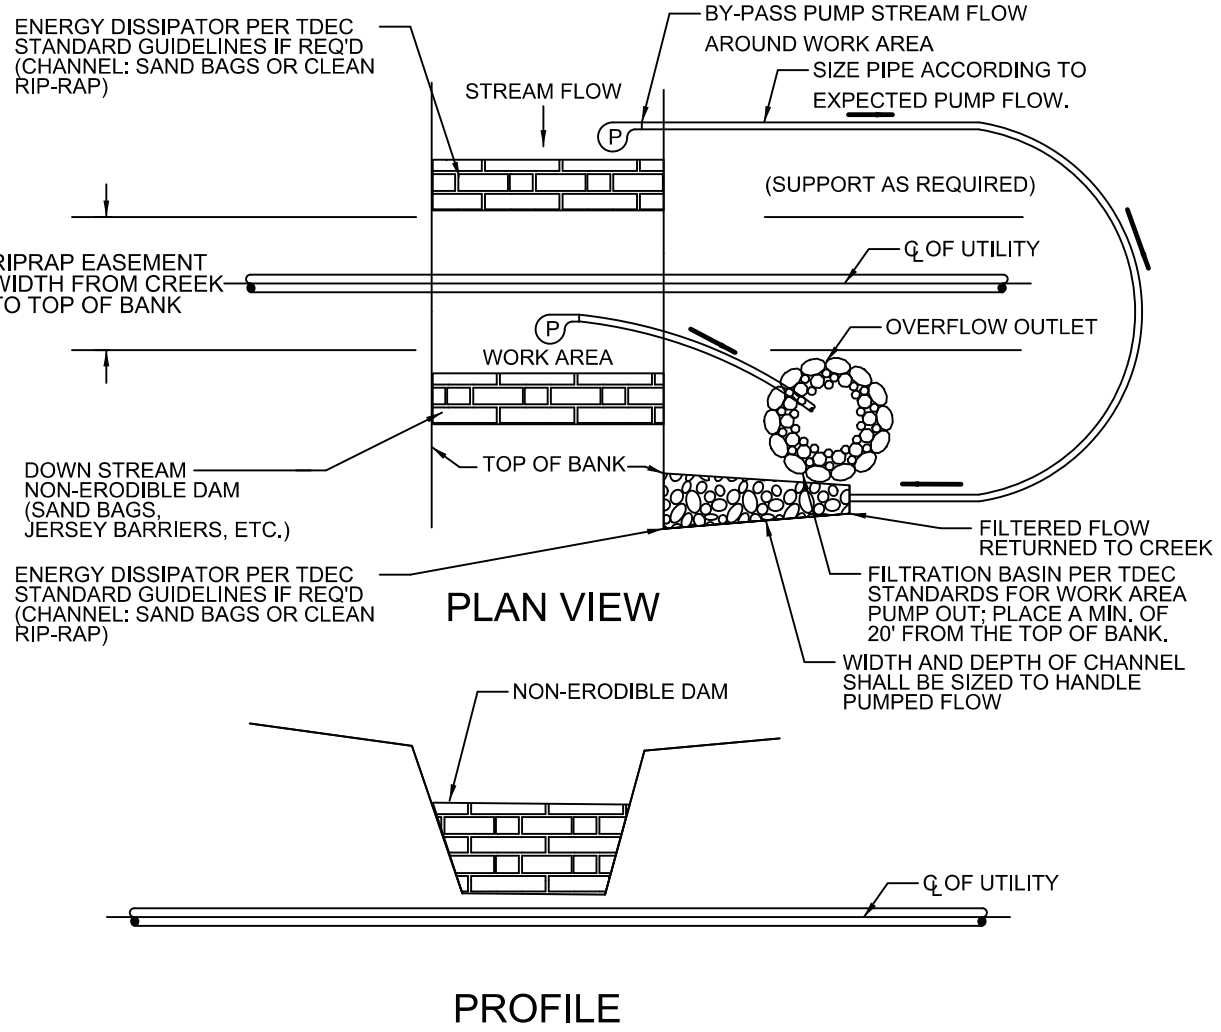 ENERGY DISSIPATOR PER TDEC
STANDARD GUIDELINES IF REQ'D
(CHANNEL: SAND BAGS OR CLEAN
RIP-RAP)
BY-PASS PUMP STREAM FLOW
AROUND WORK AREA
SIZE PIPE ACCORDING TO
EXPECTED PUMP FLOW.
STREAM FLOW
P
(SUPPORT AS REQUIRED)
RIPRAP EASEMENT
WIDTH FROM CREEK
TO TOP OF BANK
℄ OF UTILITY
P
WORK AREA
OVERFLOW OUTLET
DOWN STREAM
NON-ERODIBLE DAM
(SAND BAGS,
JERSEY BARRIERS, ETC.)
TOP OF BANK
ENERGY DISSIPATOR PER TDEC
STANDARD GUIDELINES IF REQ'D
(CHANNEL: SAND BAGS OR CLEAN
RIP-RAP)
FILTERED FLOW
RETURNED TO CREEK
FILTRATION BASIN PER TDEC
STANDARDS FOR WORK AREA
PUMP OUT; PLACE A MIN. OF
20' FROM THE TOP OF BANK.
WIDTH AND DEPTH OF CHANNEL
SHALL BE SIZED TO HANDLE
PUMPED FLOW
PLAN VIEW
NON-ERODIBLE DAM
℄ OF UTILITY
PROFILE